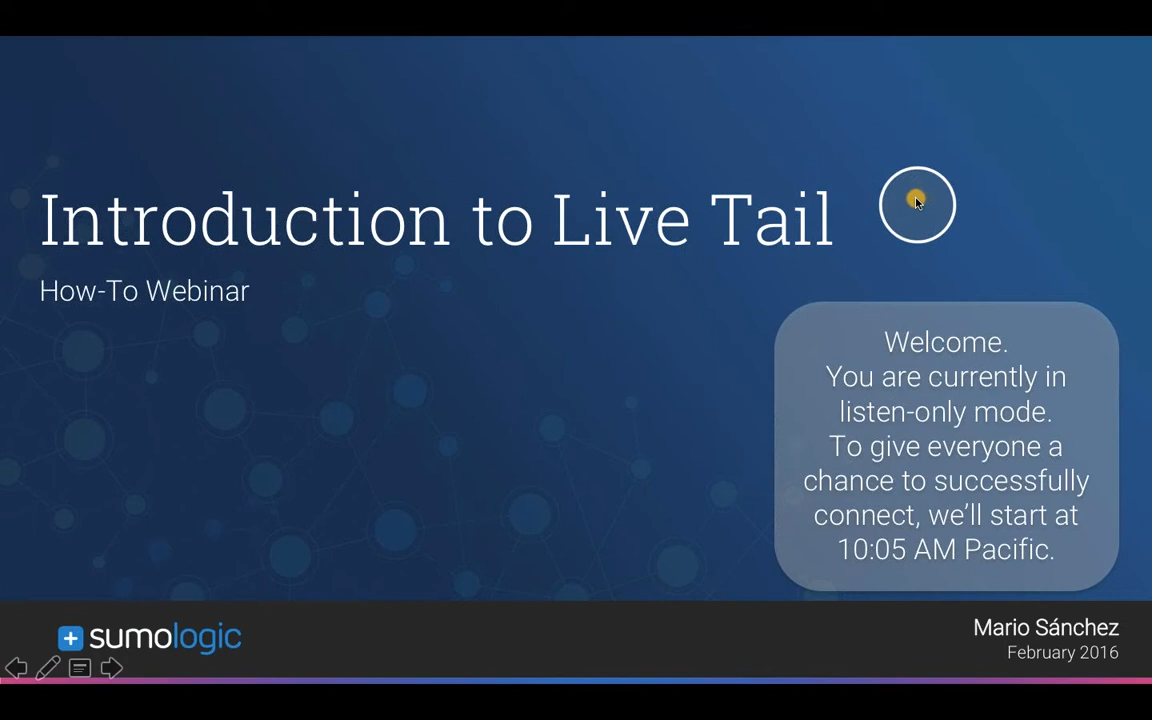 Introduction to Live Tail
How-To Webinar
Welcome.
You are currently in
listen-only mode.
To give everyone a
chance to successfully
connect, we'll start at
10:05 AM Pacific.
sumologic
Mario Sánchez
February 2016